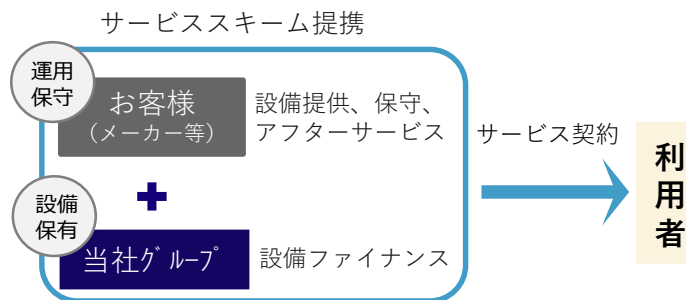 サービススキーム提携
運用
保守
お客様
（メーカー等）
設備提供、保守、
アフターサービス
サービス契約
利用者
設備
保有
当社ｸﾞﾙｰﾌﾟ
設備ファイナンス